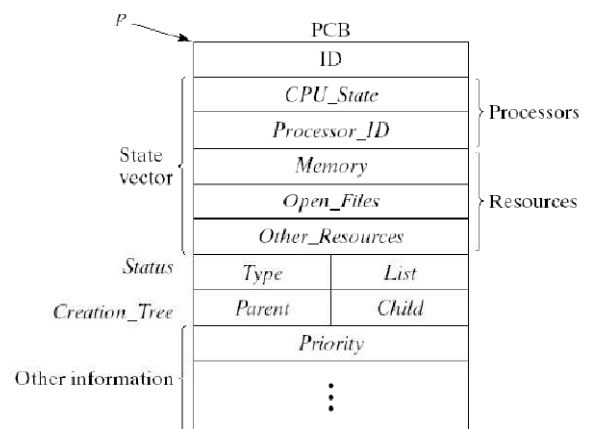 p
PCB
ID
CPU_State
Processor_ID
Processors
State
vector
Memory
Open_Files
Resources
Other_Resources
Status
Type
List
Creation_Tree
Parent
Child
Priority
Other information